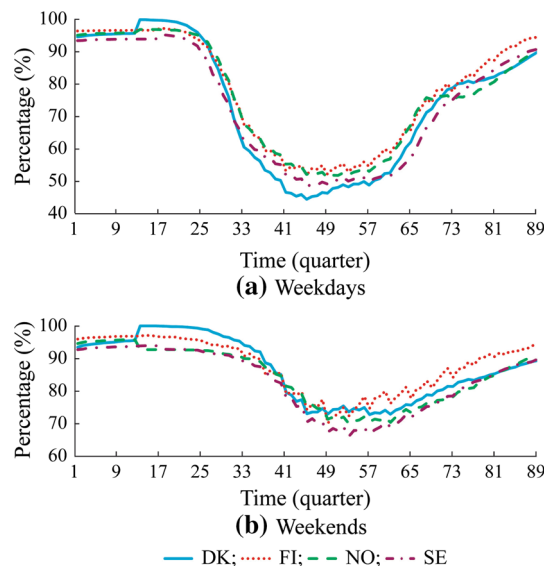 Percentage (%)
100
90
80
70
60
50
40
1 9 17 25 33 41 49 57 65 73 81 89
Time (quarter)
(a) Weekdays
Percentage (%)
100
90
80
70
60
1 9 17 25 33 41 49 57 65 73 81 89
Time (quarter)
(b) Weekends
DK; FI; NO; SE